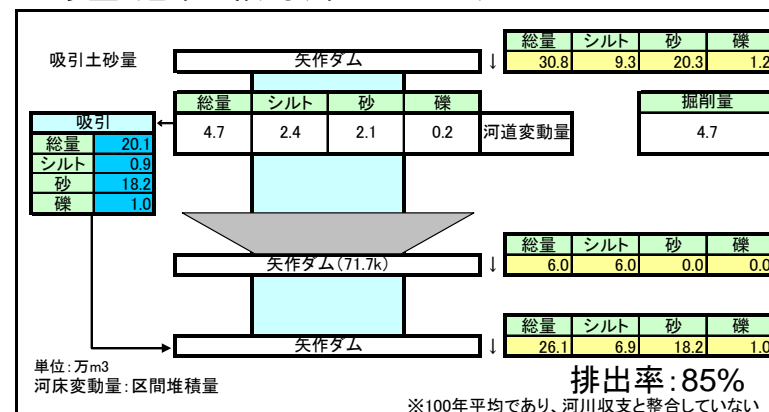 吸引土砂量
矢作ダム
↓
総量 シルト 砂 礫
30.8 9.3 20.3 1.2
総量 シルト 砂 礫
4.7 2.4 2.1 0.2
河道変動量
掘削量
4.7
吸引
総量 20.1
シルト 0.9
砂 18.2
礫 1.0
矢作ダム(71.7k)
↓
総量 シルト 砂 礫
6.0 6.0 0.0 0.0
矢作ダム
↓
総量 シルト 砂 礫
26.1 6.9 18.2 1.0
単位:万m3
河床変動量:区間堆積量
排出率:85%
※100年平均であり、河川収支と整合していない